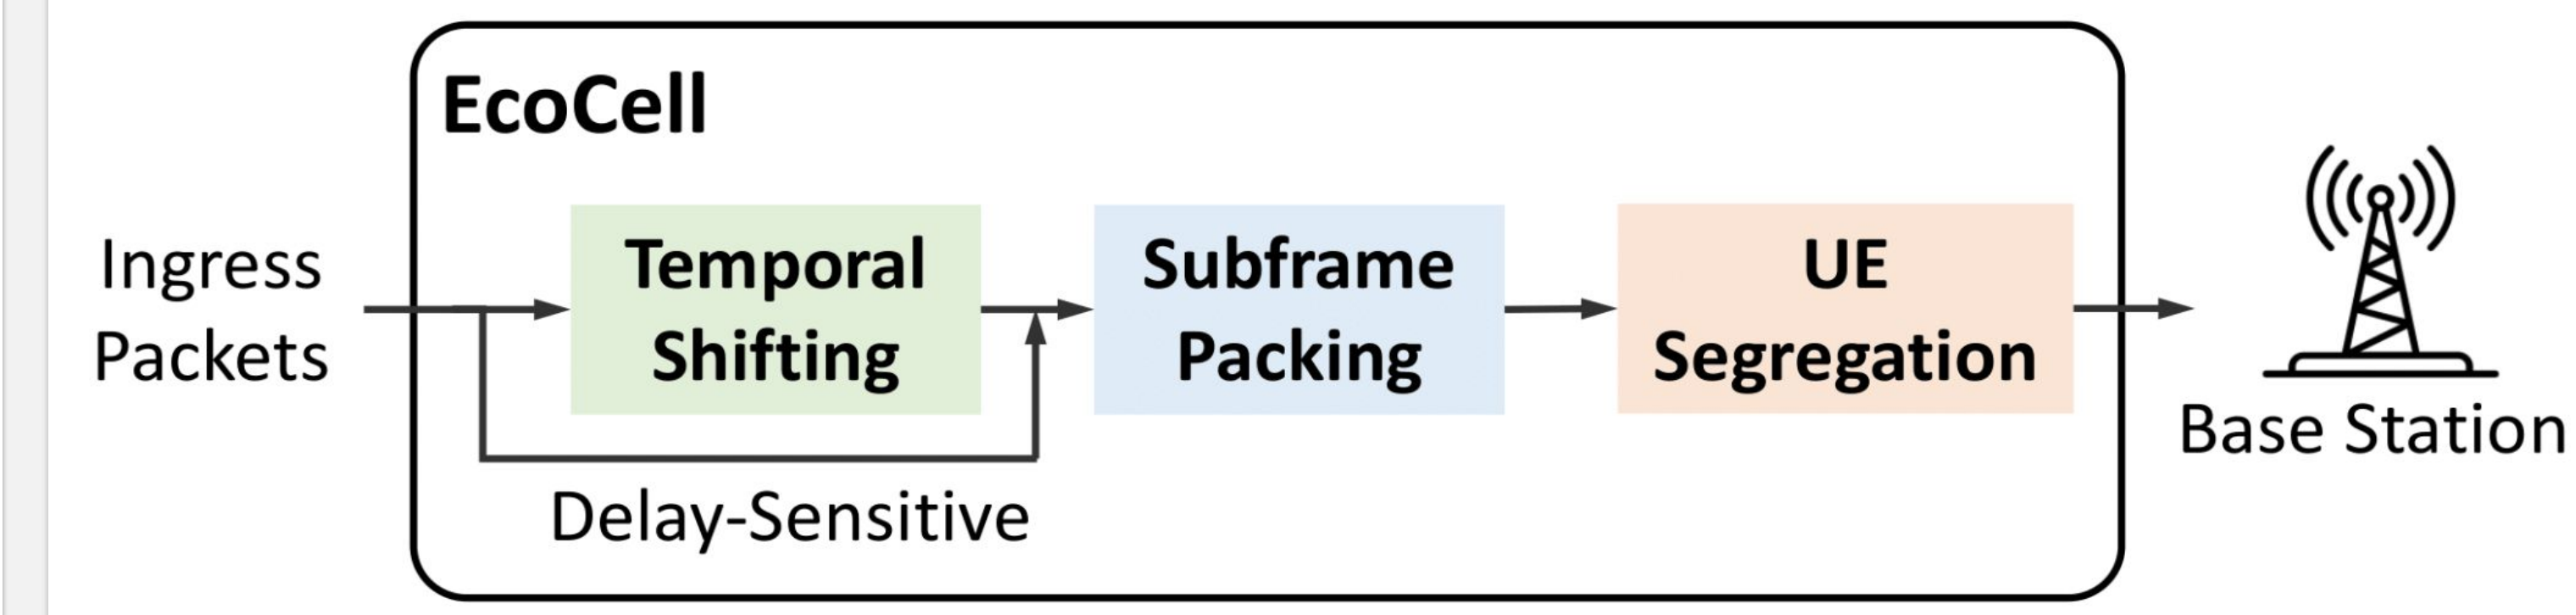 EcoCell
Ingress
Packets
Temporal
Shifting
Subframe
Packing
UE
Segregation
Delay-Sensitive
Base Station